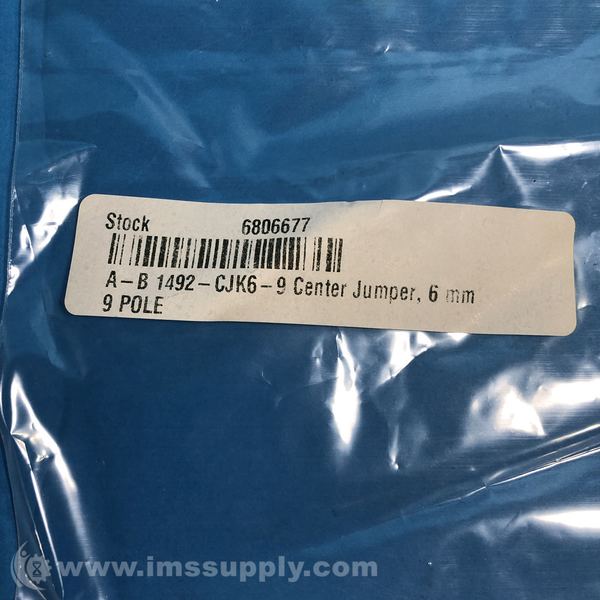 Stock 6806677
A-B 1492-CJK6-9 Center Jumper, 6 mm
9 POLE
www.imssupply.com